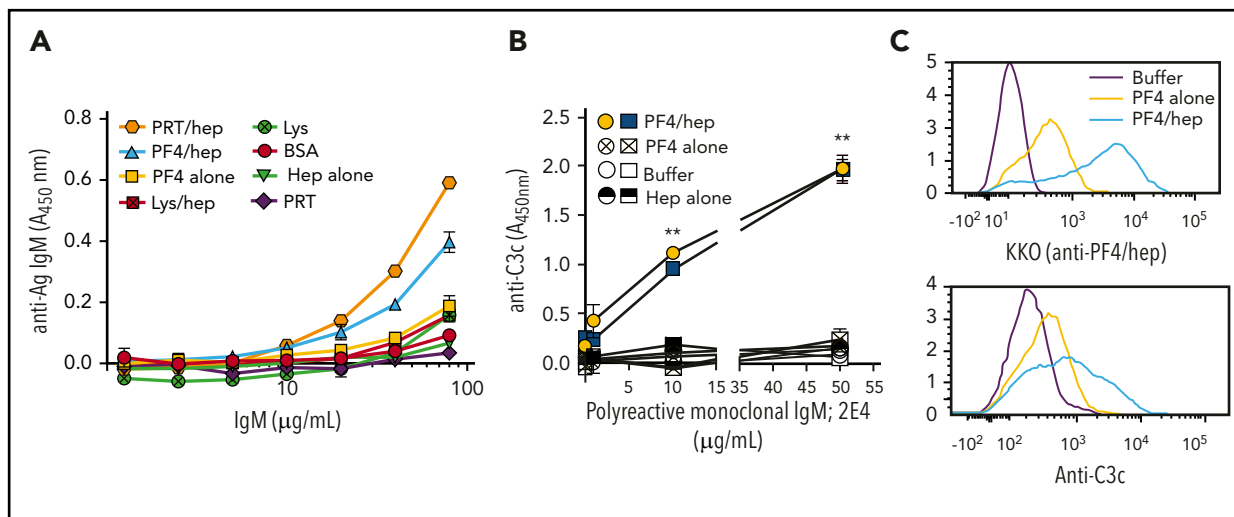 A
anti-Ag IgM (A450 nm)
0.8
0.6
0.4
0.2
0.0
PRT/hep
PF4/hep
PF4 alone
Lys/hep
Lys
BSA
Hep alone
PRT
10
100
IgM (μg/mL)
B
anti-C3c (A450nm)
2.5
2.0
1.5
1.0
0.5
0.0
PF4/hep
PF4 alone
Buffer
Hep alone
**
**
5 10 15 35 40 45 50 55
Polyreactive monoclonal IgM; 2E4
(μg/mL)
C
5
4
3
1
0
Buffer
PF4 alone
PF4/hep
-10² 10¹ 10³ 10⁴ 10⁵
KKO (anti-PF4/hep)
4
3
2
1
0
-10² 10² 10³ 10⁴ 10⁵
Anti-C3c